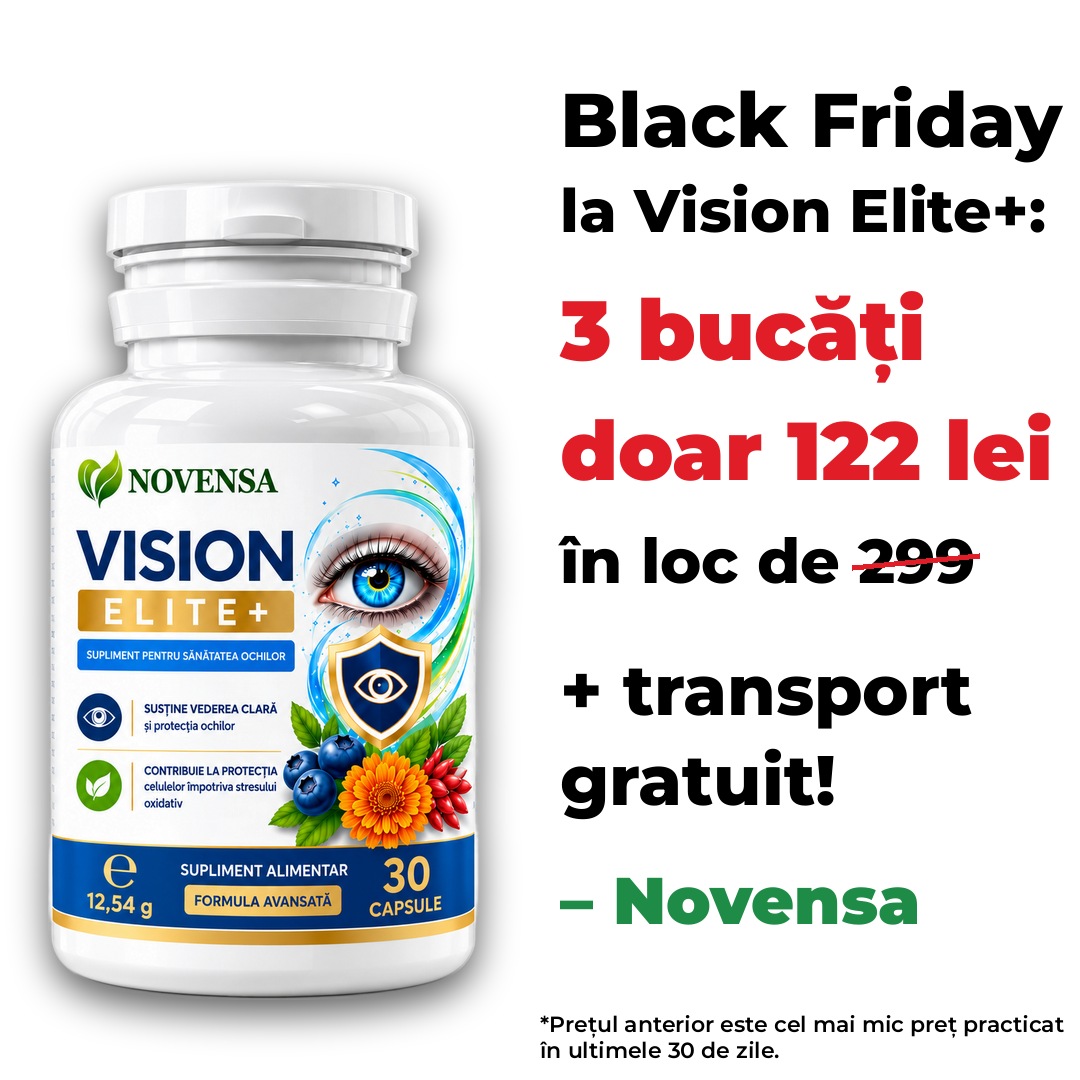 Black Friday
la Vision Elite+:
3 bucăți
doar 122 lei
în loc de 299
+ transport
gratuit!
– Novensa
*Prețul anterior este cel mai mic preț practicat
în ultimele 30 de zile.
NOVENSA
VISION
ELITE+
SUPLIMENT PENTRU SĂNĂTATEA OCHILOR
SUSȚINE VEDEREA CLARĂ
și protecția ochilor
CONTRIBUIE LA PROTECȚIA
celulelor împotriva stresului
oxidativ
e
12,54 g
SUPLIMENT ALIMENTAR
FORMULA AVANSATĂ
30
CAPSULE